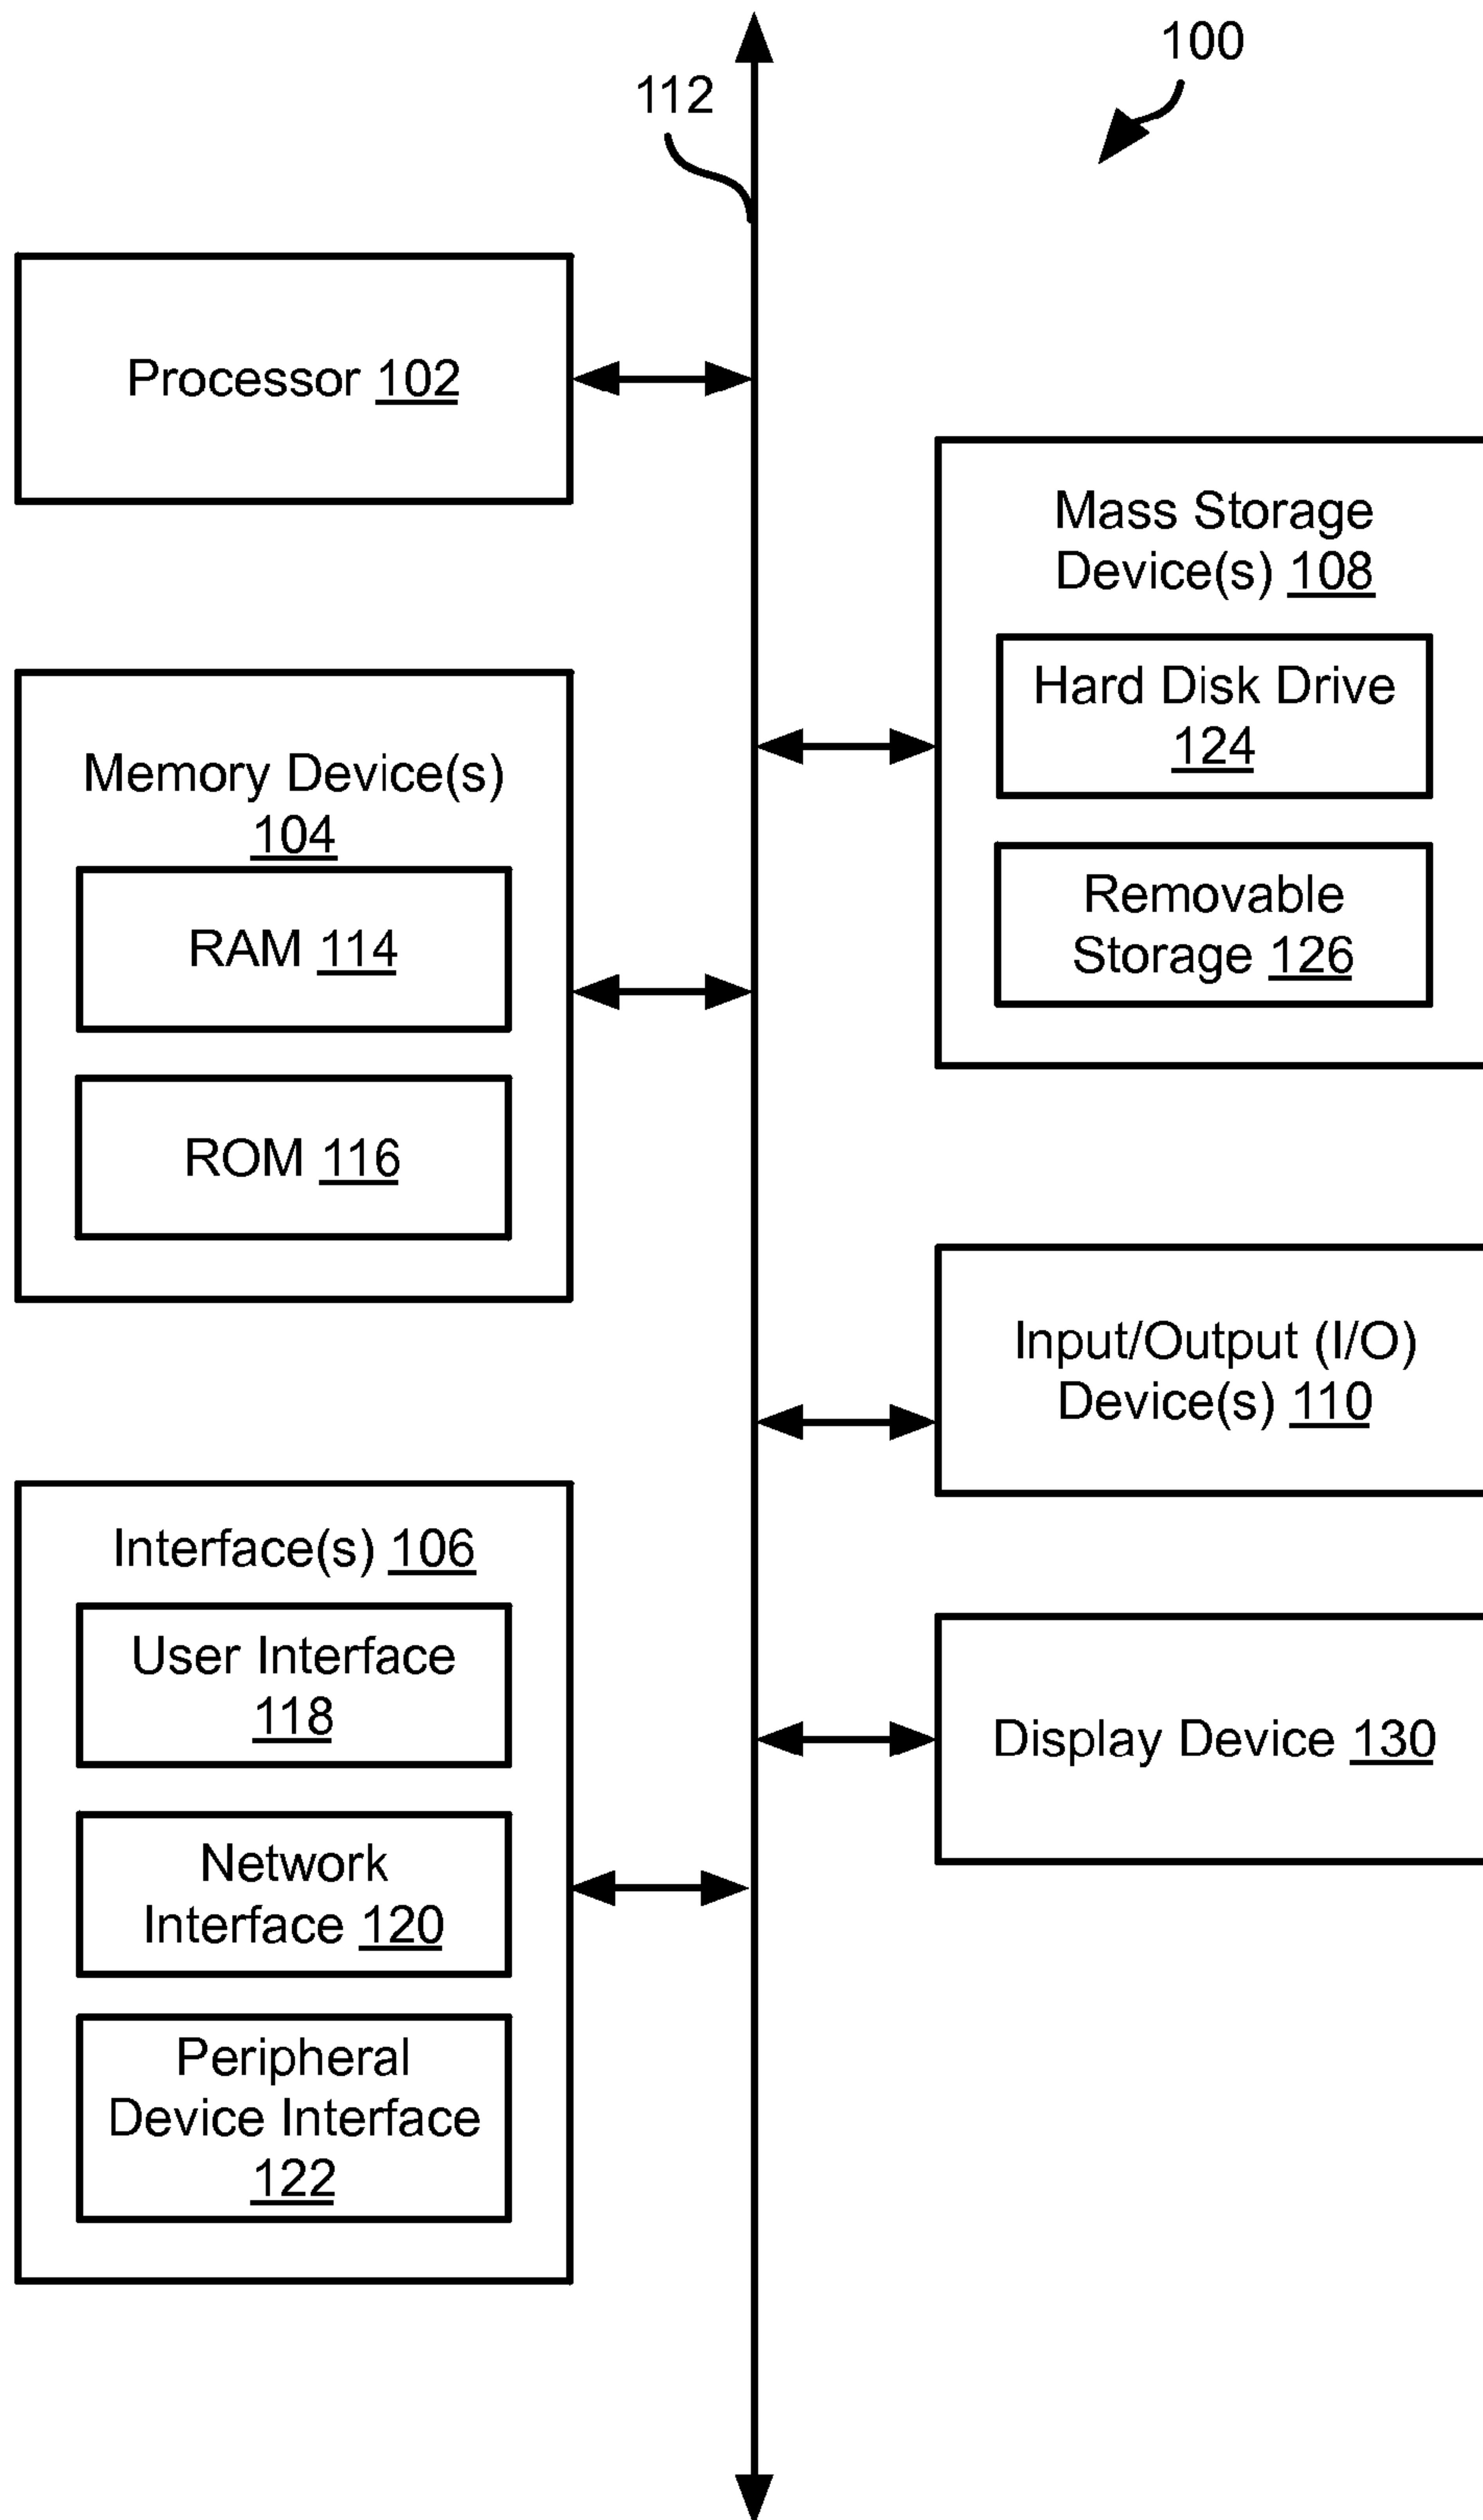 100
112
Processor 102
Mass Storage
Device(s) 108
Hard Disk Drive
124
Removable
Storage 126
Memory Device(s)
104
RAM 114
ROM 116
Input/Output (I/O)
Device(s) 110
Interface(s) 106
User Interface
118
Network
Interface 120
Peripheral
Device Interface
122
Display Device 130